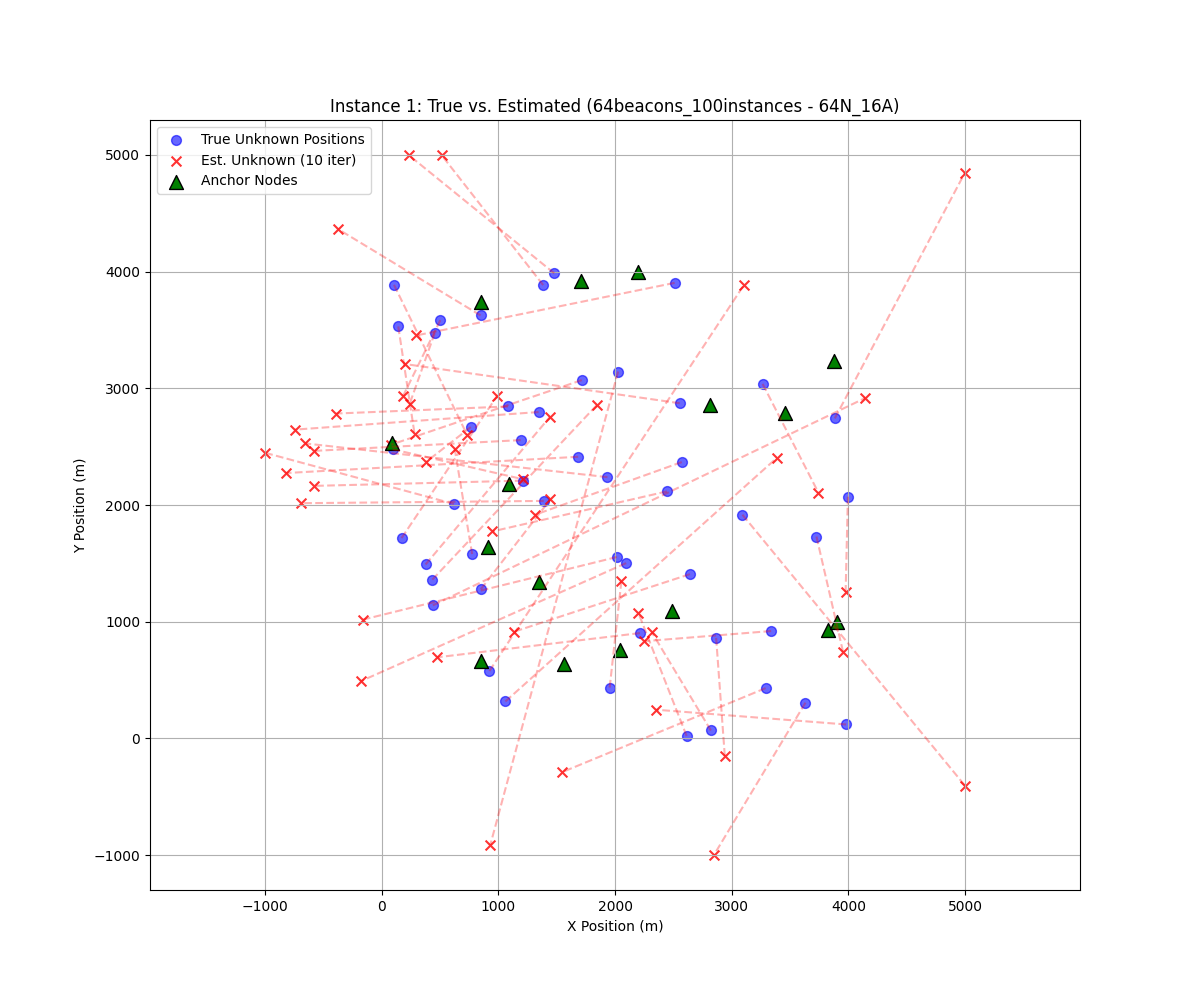 Instance 1: True vs. Estimated (64beacons_100instances - 64N_16A)
True Unknown Positions
Est. Unknown (10 iter)
Anchor Nodes
5000
4000
3000
2000
1000
0
−1000
Y Position (m)
−1000 0 1000 2000 3000 4000 5000
X Position (m)